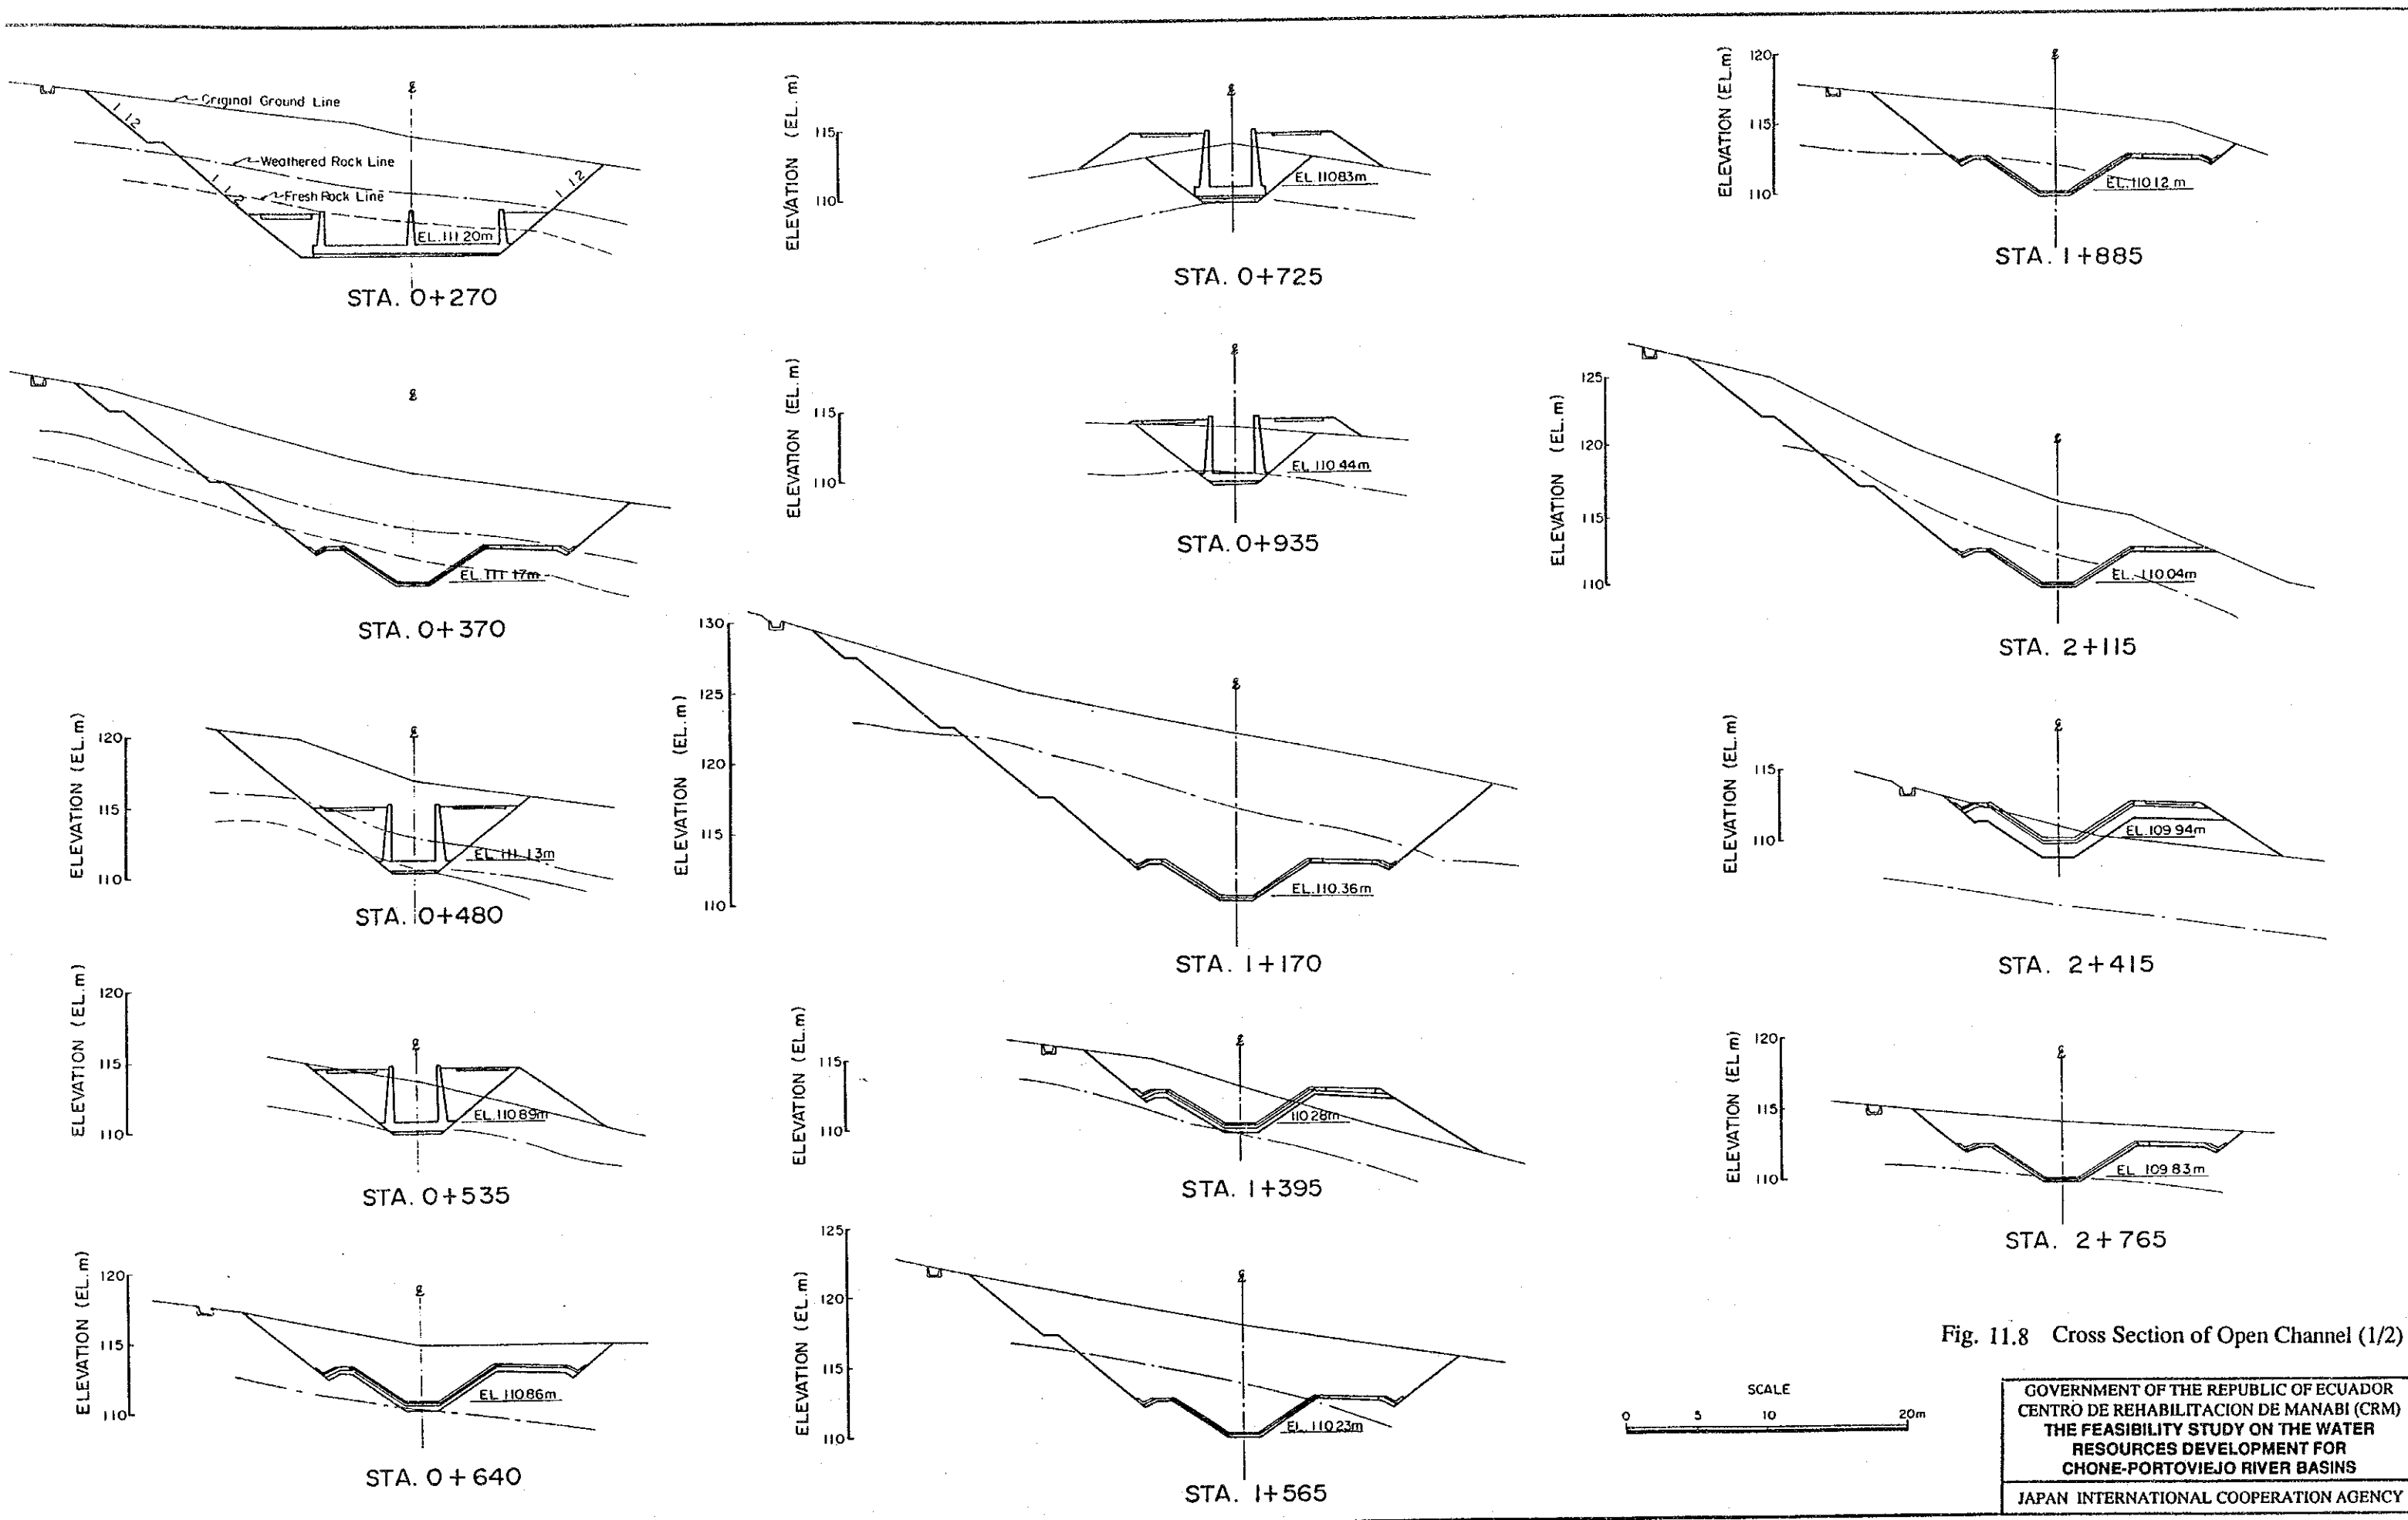 Original Ground Line
1:1.2
Weathered Rock Line
Fresh Rock Line
1:1.2
EL.111.20m
STA. 0+270
EL.111.17m
STA. 0+370
ELEVATION (EL.m)
120
115
110
EL.111.13m
STA. 0+480
ELEVATION (EL.m)
120
115
110
EL.110.89m
STA. 0+535
ELEVATION (EL.m)
120
115
110
EL.110.86m
STA. 0+640
ELEVATION (EL.m)
115
110
EL.110.83m
STA. 0+725
ELEVATION (EL.m)
115
110
EL.110.44m
STA. 0+935
ELEVATION (EL.m)
130
125
120
115
110
EL.110.36m
STA. 1+170
ELEVATION (EL.m)
115
110
110.28m
STA. 1+395
ELEVATION (EL.m)
125
120
115
110
EL.110.23m
STA. 1+565
ELEVATION (EL.m)
120
115
110
EL.110.12m
STA. 1+885
ELEVATION (EL.m)
125
120
115
110
EL.110.04m
STA. 2+115
ELEVATION (EL.m)
115
110
EL.109.94m
STA. 2+415
ELEVATION (EL.m)
120
115
110
EL 109.83m
STA. 2+765
Fig. 11.8 Cross Section of Open Channel (1/2)
SCALE
0 5 10 20m
GOVERNMENT OF THE REPUBLIC OF ECUADOR
CENTRO DE REHABILITACION DE MANABI (CRM)
THE FEASIBILITY STUDY ON THE WATER
RESOURCES DEVELOPMENT FOR
CHONE-PORTOVIEJO RIVER BASINS
JAPAN INTERNATIONAL COOPERATION AGENCY